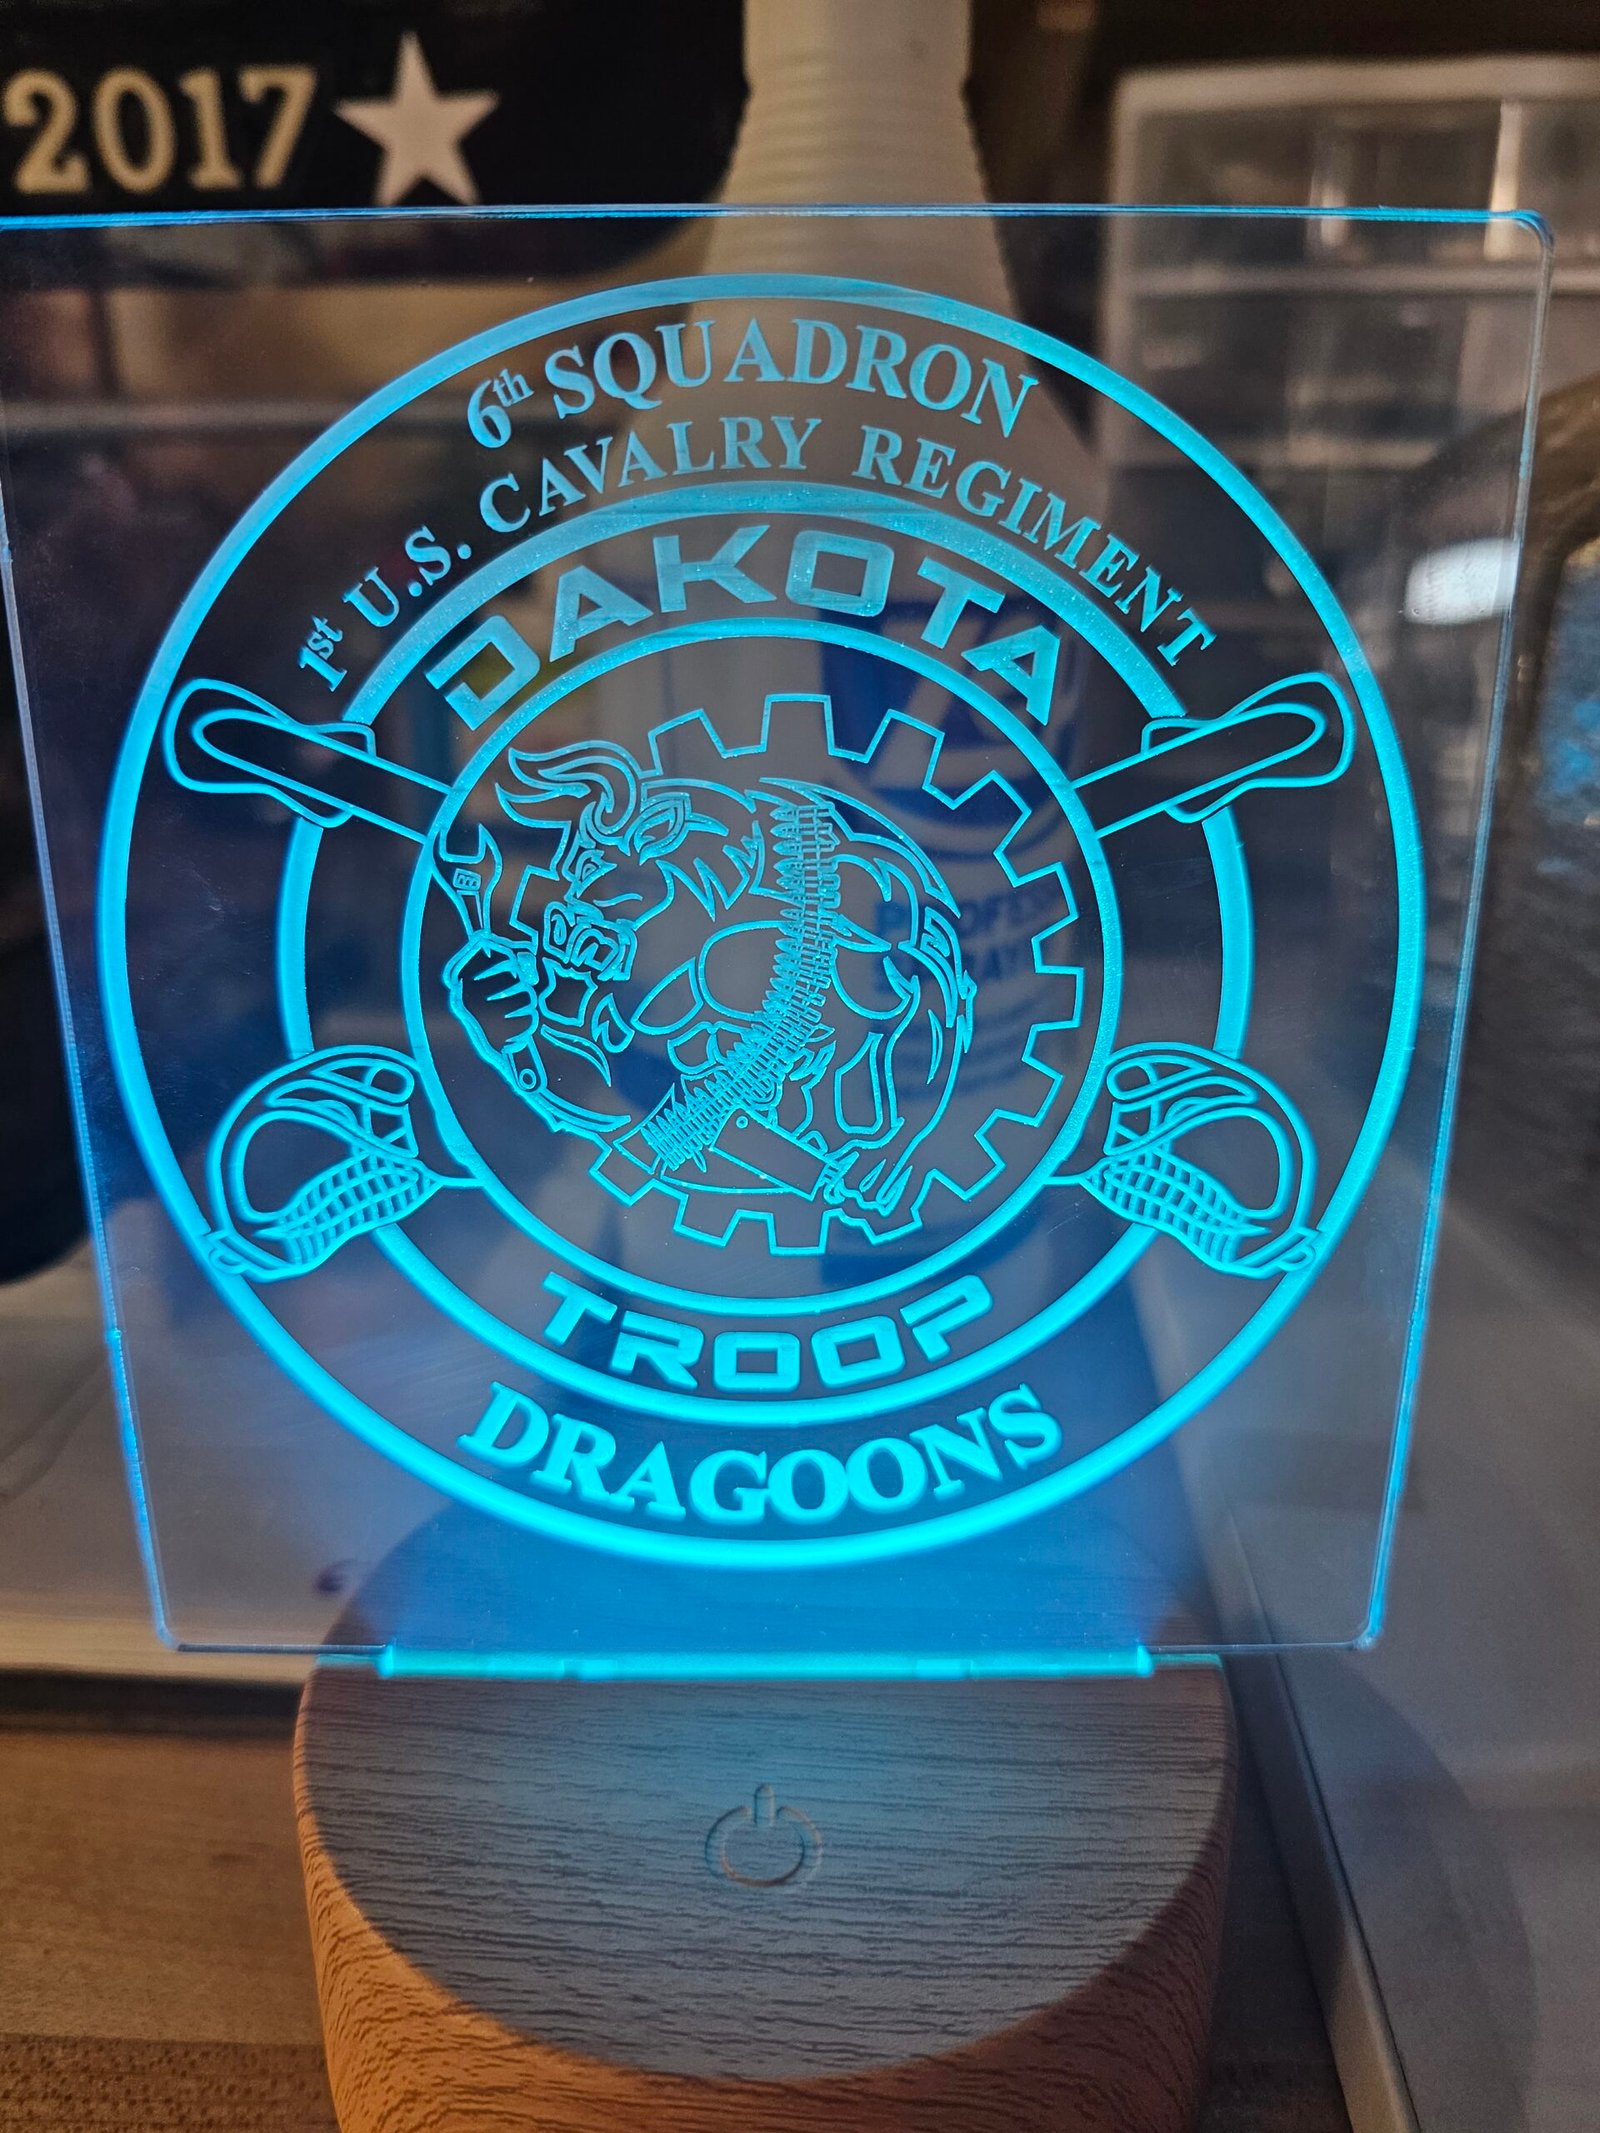 2017
6th SQUADRON
1st U.S. CAVALRY REGIMENT
DAKOTA
TROOP
DRAGOONS